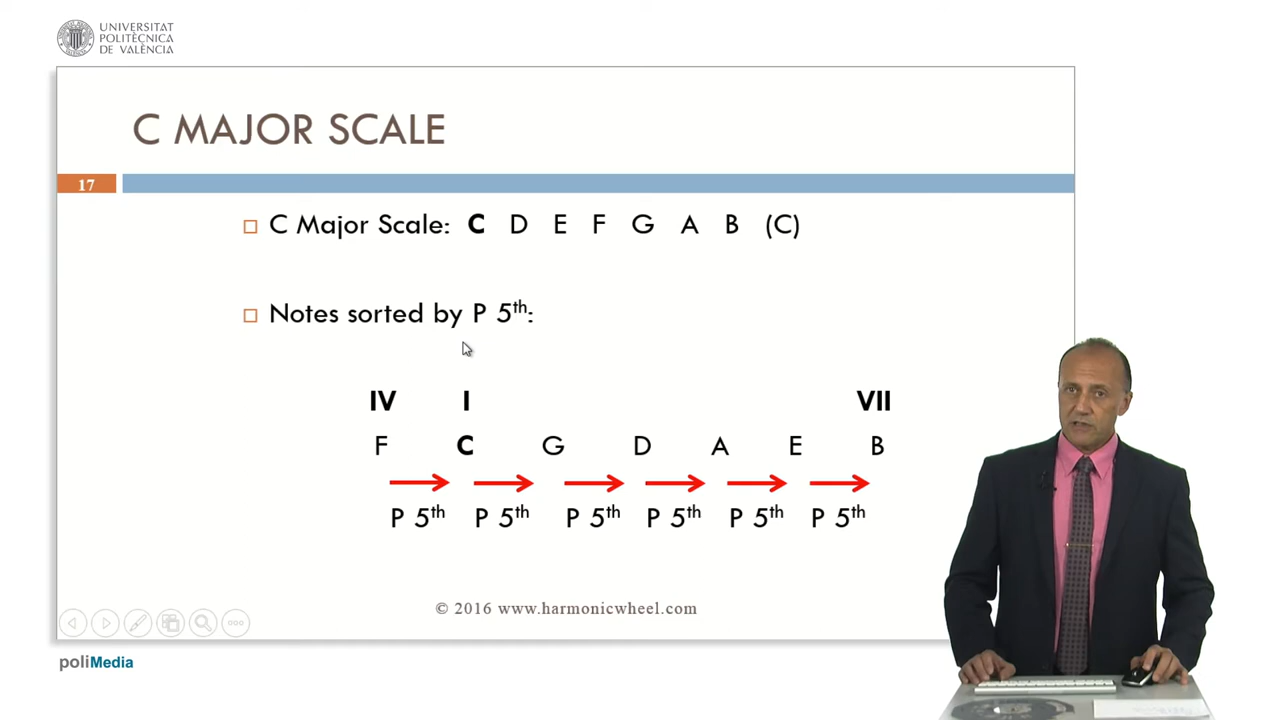 UNIVERSITAT
POLITÈCNICA
DE VALÈNCIA
C MAJOR SCALE
17
C Major Scale: C D E F G A B (C)
Notes sorted by P 5th:
IV I VII
F C G D A E B
P 5th P 5th P 5th P 5th P 5th P 5th
© 2016 www.harmonicwheel.com
poliMedia